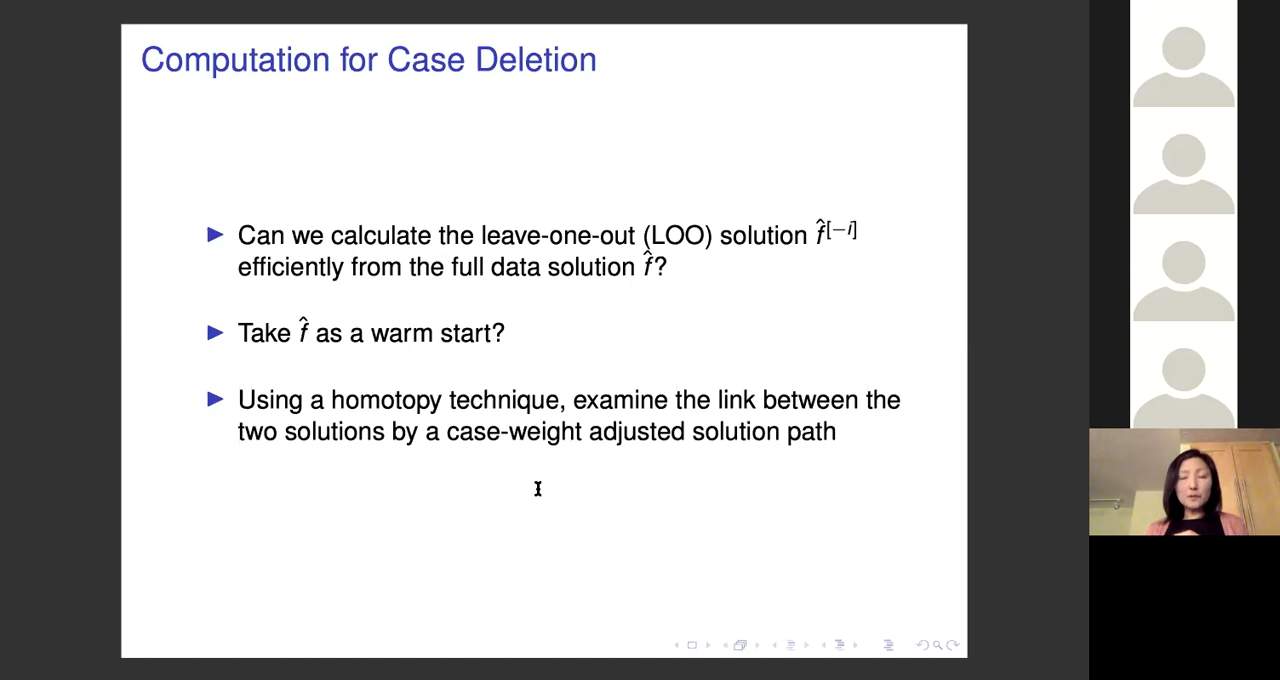 Computation for Case Deletion
▶ Can we calculate the leave-one-out (LOO) solution f̂^[−i]
efficiently from the full data solution f̂?
▶ Take f̂ as a warm start?
▶ Using a homotopy technique, examine the link between the
two solutions by a case-weight adjusted solution path